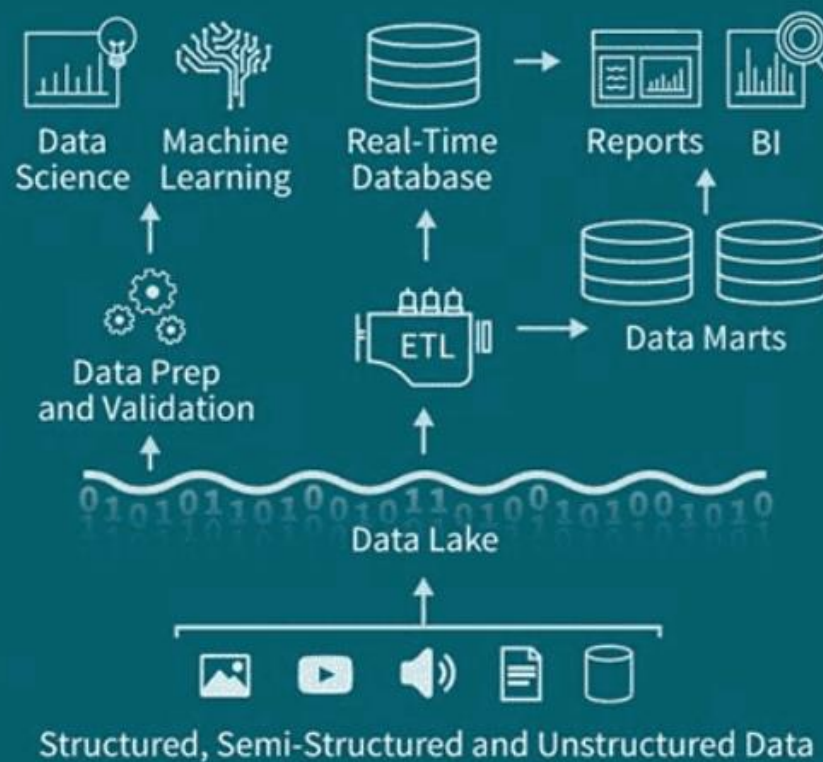 Data
Science
Machine
Learning
Real-Time
Database
Reports
BI
Data Prep
and Validation
ETL
Data Marts
0101011010001011010010100101010
Data Lake
Structured, Semi-Structured and Unstructured Data